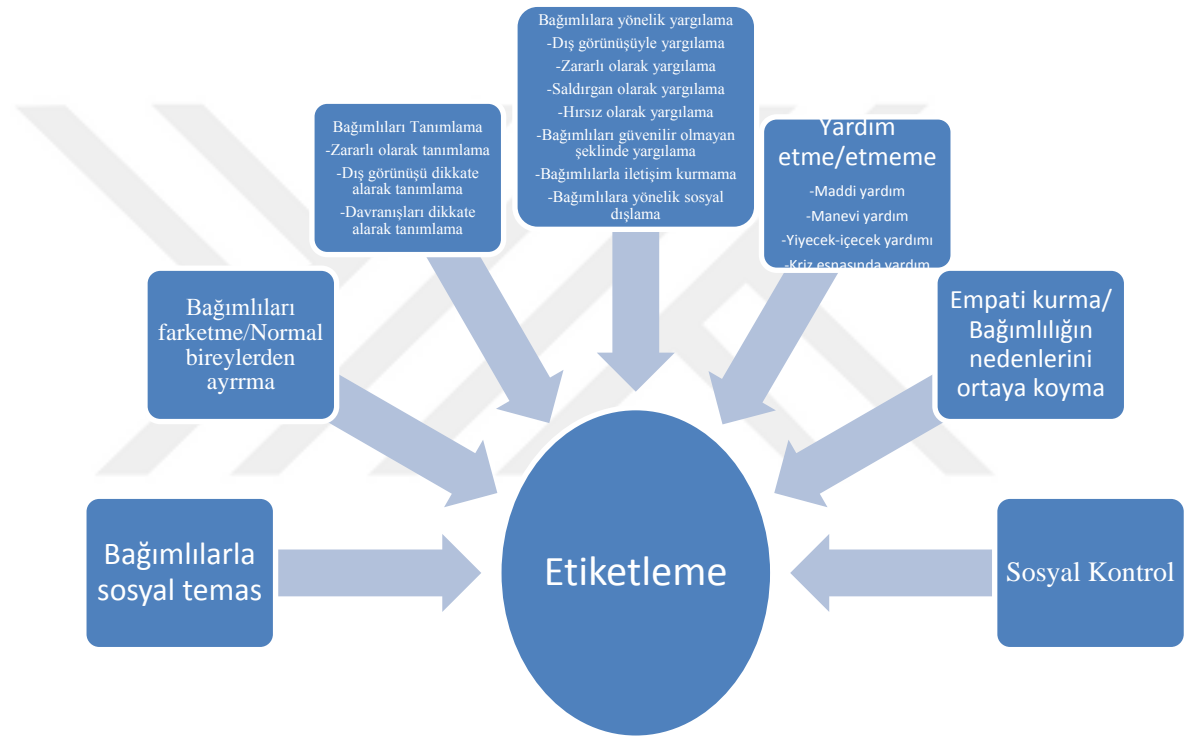 Bağımlılara yönelik yargılama
-Dış görünüşüyle yargılama
-Zararlı olarak yargılama
-Saldırgan olarak yargılama
-Hırsız olarak yargılama
-Bağımlıları güvenilir olmayan
şeklinde yargılama
-Bağımlılarla iletişim kurmama
-Bağımlılara yönelik sosyal
dışlama
Bağımlıları Tanımlama
-Zararlı olarak tanımlama
-Dış görünüşü dikkate
alarak tanımlama
-Davranışları dikkate
alarak tanımlama
Yardım
etme/etmeme
-Maddi yardım
-Manevi yardım
-Yiyecek-içecek yardımı
-Kriz esnasında yardım
Bağımlıları
farketme/Normal
bireylerden
ayrrma
Empati kurma/
Bağımlılığın
nedenlerini
ortaya koyma
Bağımlılarla
sosyal temas
Etiketleme
Sosyal Kontrol